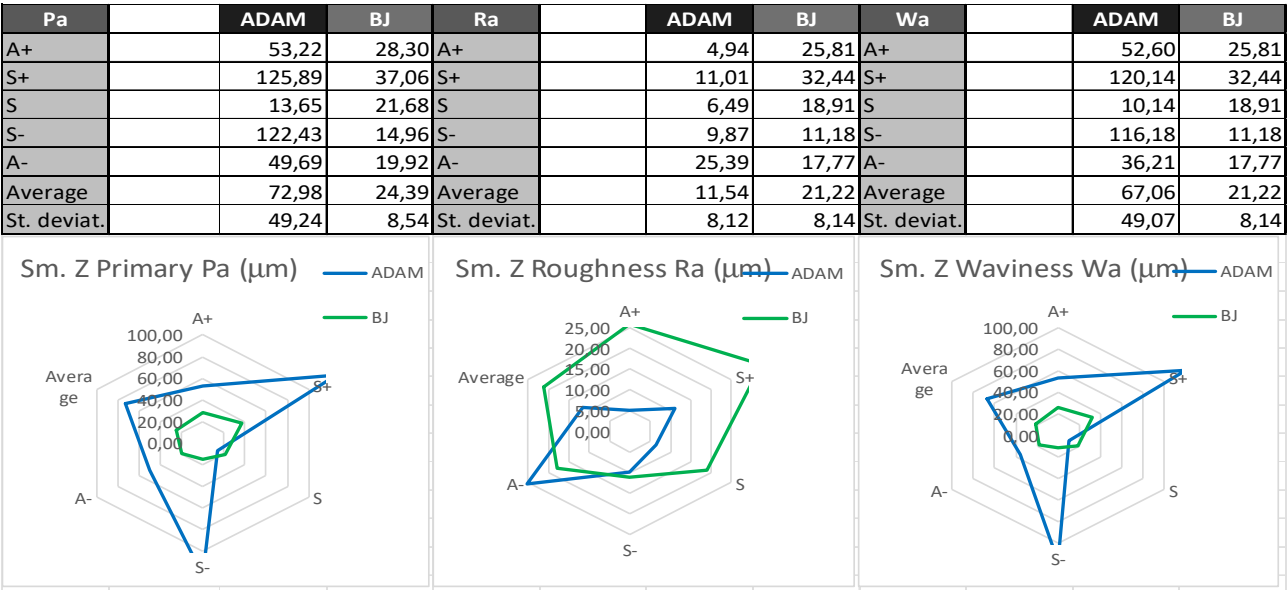 Pa ADAM BJ Ra ADAM BJ Wa ADAM BJ
A+ 53,22 28,30 A+ 4,94 25,81 A+ 52,60 25,81
S+ 125,89 37,06 S+ 11,01 32,44 S+ 120,14 32,44
S 13,65 21,68 S 6,49 18,91 S 10,14 18,91
S- 122,43 14,96 S- 9,87 11,18 S- 116,18 11,18
A- 49,69 19,92 A- 25,39 17,77 A- 36,21 17,77
Average 72,98 24,39 Average 11,54 21,22 Average 67,06 21,22
St. deviat. 49,24 8,54 St. deviat. 8,12 8,14 St. deviat. 49,07 8,14
Sm. Z Primary Pa (μm)
ADAM
BJ
A+
100,00
80,00
60,00
40,00
20,00
0,00
S+
S
S-
A-
Avera
ge
Sm. Z Roughness Ra (μm)
ADAM
BJ
A+
25,00
20,00
15,00
10,00
5,00
0,00
S+
S
S-
A-
Average
Sm. Z Waviness Wa (μm)
ADAM
BJ
A+
100,00
80,00
60,00
40,00
20,00
0,00
S+
S
S-
A-
Avera
ge